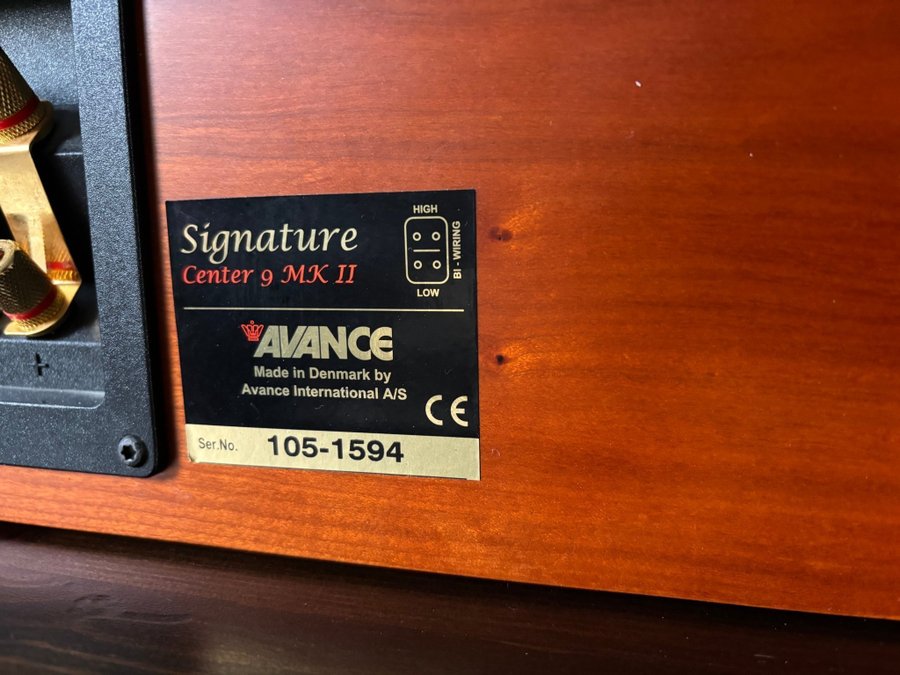 Signature
Center 9 MK II
HIGH
BI - WIRING
LOW
AVANCE
Made in Denmark by
Avance International A/S
CE
Ser.No. 105-1594
+